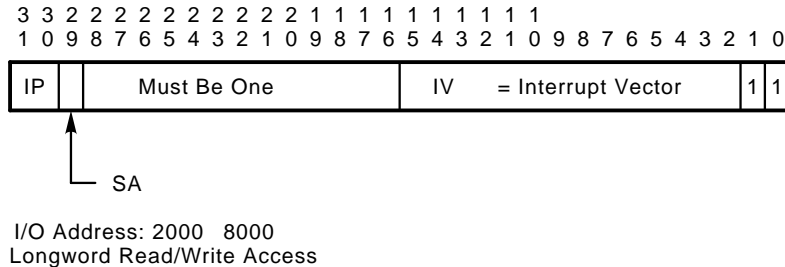 3 3 2 2 2 2 2 2 2 2 2 2 1 1 1 1 1 1 1 1 1 1
1 0 9 8 7 6 5 4 3 2 1 0 9 8 7 6 5 4 3 2 1 0 9 8 7 6 5 4 3 2 1 0
IP Must Be One IV = Interrupt Vector 1 1
SA
I/O Address: 2000 8000
Longword Read/Write Access